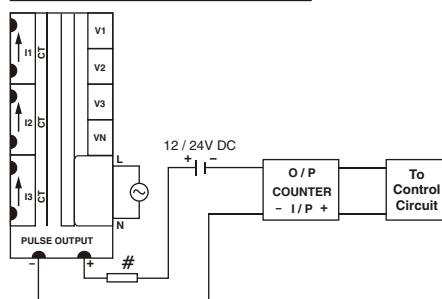 I1
CT
V1
V2
I2
CT
V3
VN
I3
CT
L
N
12 / 24V DC
+ −
O / P
COUNTER
− I / P +
To
Control
Circuit
PULSE OUTPUT
− +
#